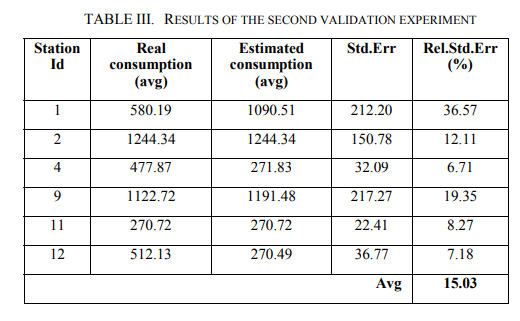 TABLE III. RESULTS OF THE SECOND VALIDATION EXPERIMENT
Station Id Real consumption (avg) Estimated consumption (avg) Std.Err Rel.Std.Err (%)
1 580.19 1090.51 212.20 36.57
2 1244.34 1244.34 150.78 12.11
4 477.87 271.83 32.09 6.71
9 1122.72 1191.48 217.27 19.35
11 270.72 270.72 22.41 8.27
12 512.13 270.49 36.77 7.18
Avg 15.03